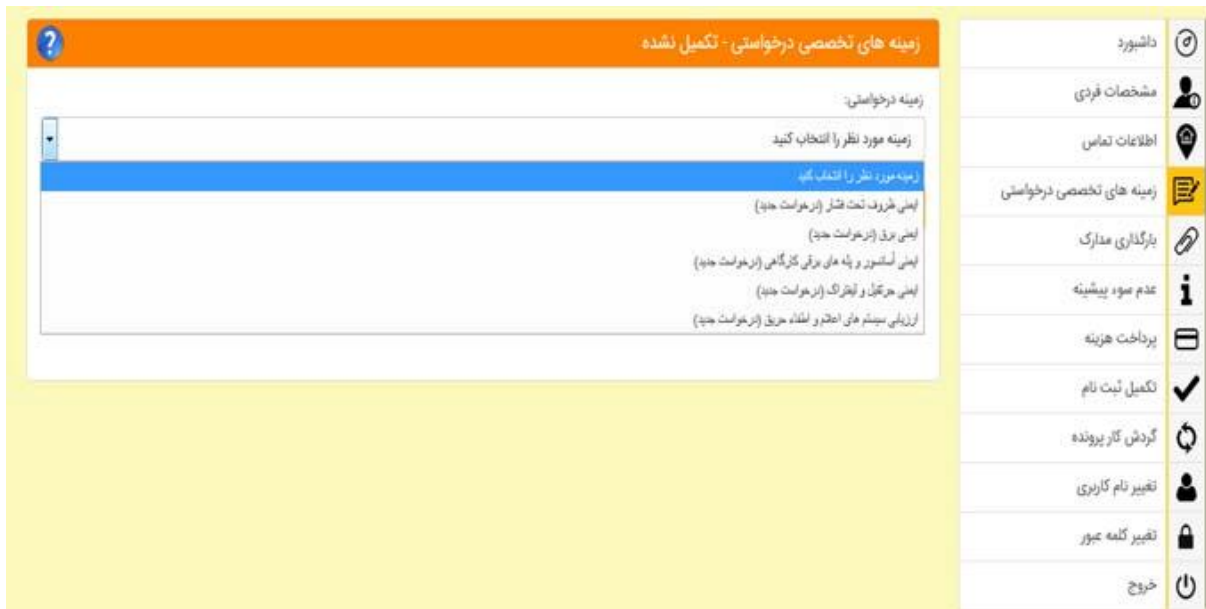 زمینه های تخصصی درخواستی - تکمیل نشده
?
زمینه درخواستی:
زمینه مورد نظر را انتخاب کنید
زمینه مورد نظر را انتخاب کنید
ایمنی ظروف تحت فشار (درخواست جدید)
ایمنی برق (درخواست جدید)
ایمنی آسانسور و پله های برقی کارگاهی (درخواست جدید)
ایمنی جرثقیل و لیفتراک (درخواست جدید)
ارزیابی سیستم های اعلام و اطفاء حریق (درخواست جدید)
داشبورد
مشخصات فردی
اطلاعات تماس
زمینه های تخصصی درخواستی
بارگذاری مدارک
عدم سوء پیشینه
پرداخت هزینه
تکمیل ثبت نام
گردش کار پرونده
تغییر نام کاربری
تغییر کلمه عبور
خروج